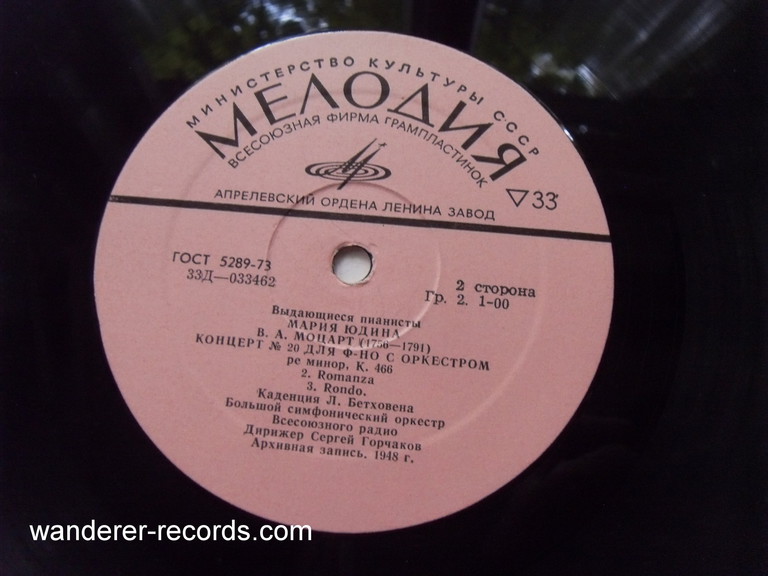 МИНИСТЕРСТВО КУЛЬТУРЫ СССР
МЕЛОДИЯ
ВСЕСОЮЗНАЯ ФИРМА ГРАМПЛАСТИНОК
АПРЕЛЕВСКИЙ ОРДЕНА ЛЕНИНА ЗАВОД
33
ГОСТ 5289-73
33Д—033462
2 сторона
Гр. 2. 1-00
Выдающиеся пианисты
МАРИЯ ЮДИНА
В. А. МОЦАРТ (1756—1791)
КОНЦЕРТ № 20 ДЛЯ Ф-НО С ОРКЕСТРОМ
ре минор, К. 466
2. Romanza
3. Rondo.
Каденция Л. Бетховена
Большой симфонический оркестр
Всесоюзного радио
Дирижер Сергей Горчаков
Архивная запись. 1948 г.
wanderer-records.com